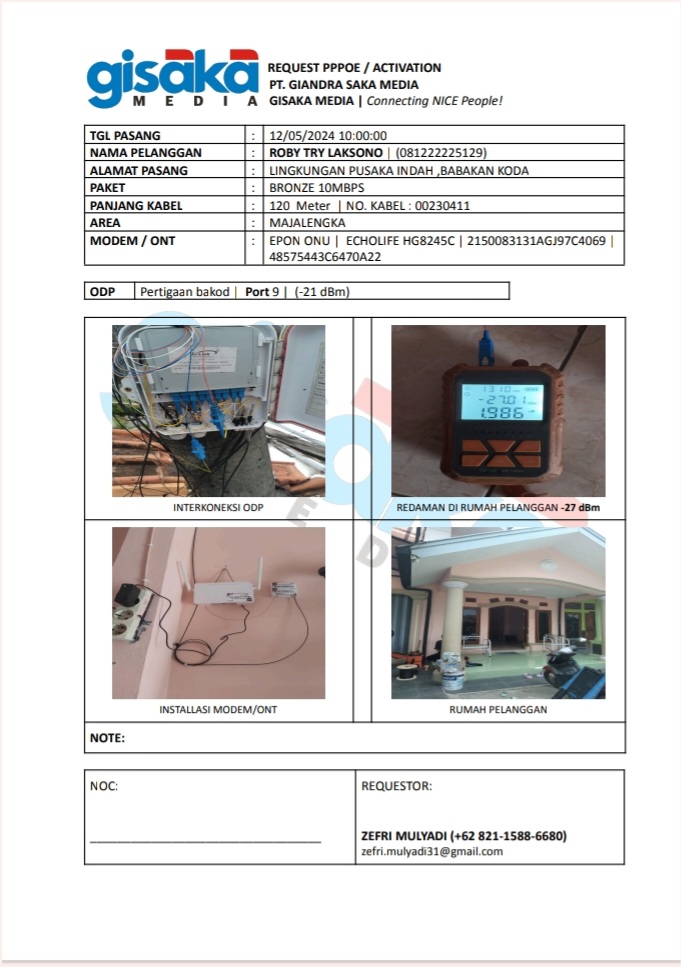 gisaka
MEDIA
REQUEST PPPOE / ACTIVATION
PT. GIANDRA SAKA MEDIA
GISAKA MEDIA | Connecting NICE People!
TGL PASANG : 12/05/2024 10:00:00
NAMA PELANGGAN : ROBY TRY LAKSONO | (081222225129)
ALAMAT PASANG : LINGKUNGAN PUSAKA INDAH ,BABAKAN KODA
PAKET : BRONZE 10MBPS
PANJANG KABEL : 120 Meter | NO. KABEL : 00230411
AREA : MAJALENGKA
MODEM / ONT : EPON ONU | ECHOLIFE HG8245C | 2150083131AGJ97C4069 |
48575443C6470A22
ODP Pertigaan bakod | Port 9 | (-21 dBm)
1310
-27.01
1.986
INTERKONEKSI ODP
REDAMAN DI RUMAH PELANGGAN -27 dBm
INSTALLASI MODEM/ONT
RUMAH PELANGGAN
NOTE:
NOC:
REQUESTOR:
ZEFRI MULYADI (+62 821-1588-6680)
zefri.mulyadi31@gmail.com